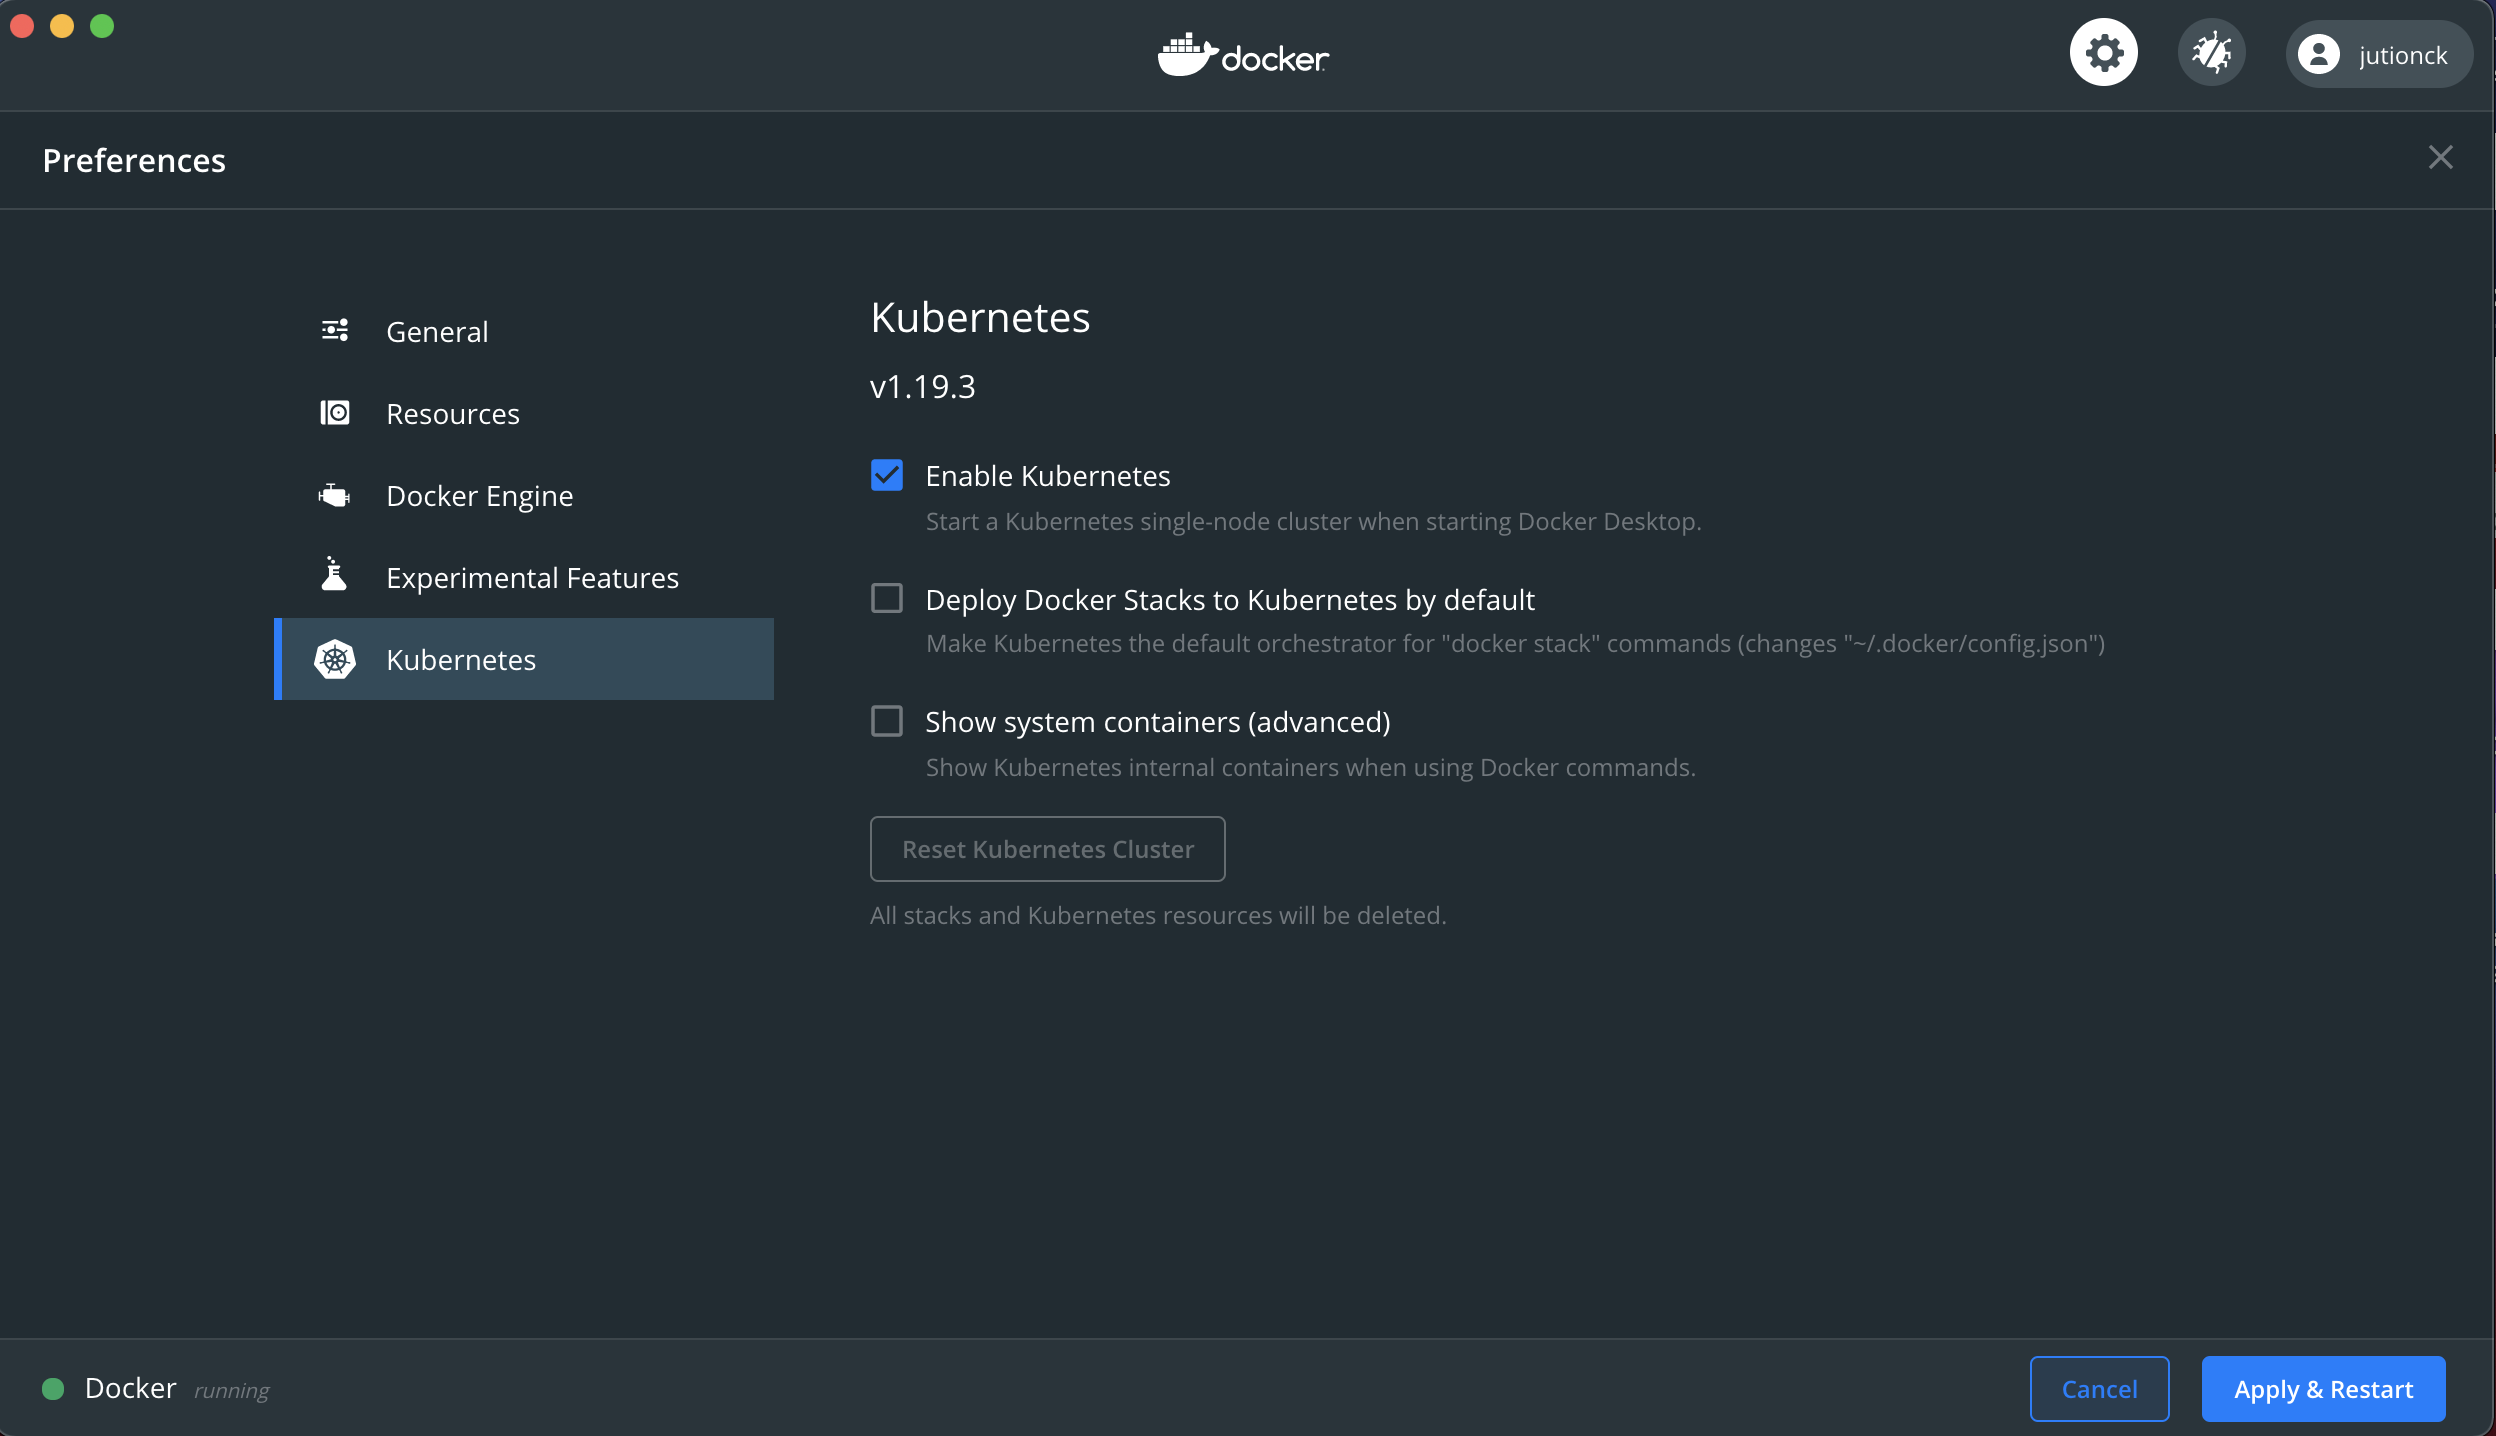 docker
jutionck
Preferences
General
Resources
Docker Engine
Experimental Features
Kubernetes
Kubernetes
v1.19.3
Enable Kubernetes
Start a Kubernetes single-node cluster when starting Docker Desktop.
Deploy Docker Stacks to Kubernetes by default
Make Kubernetes the default orchestrator for "docker stack" commands (changes "~/.docker/config.json")
Show system containers (advanced)
Show Kubernetes internal containers when using Docker commands.
Reset Kubernetes Cluster
All stacks and Kubernetes resources will be deleted.
Docker running
Cancel
Apply & Restart